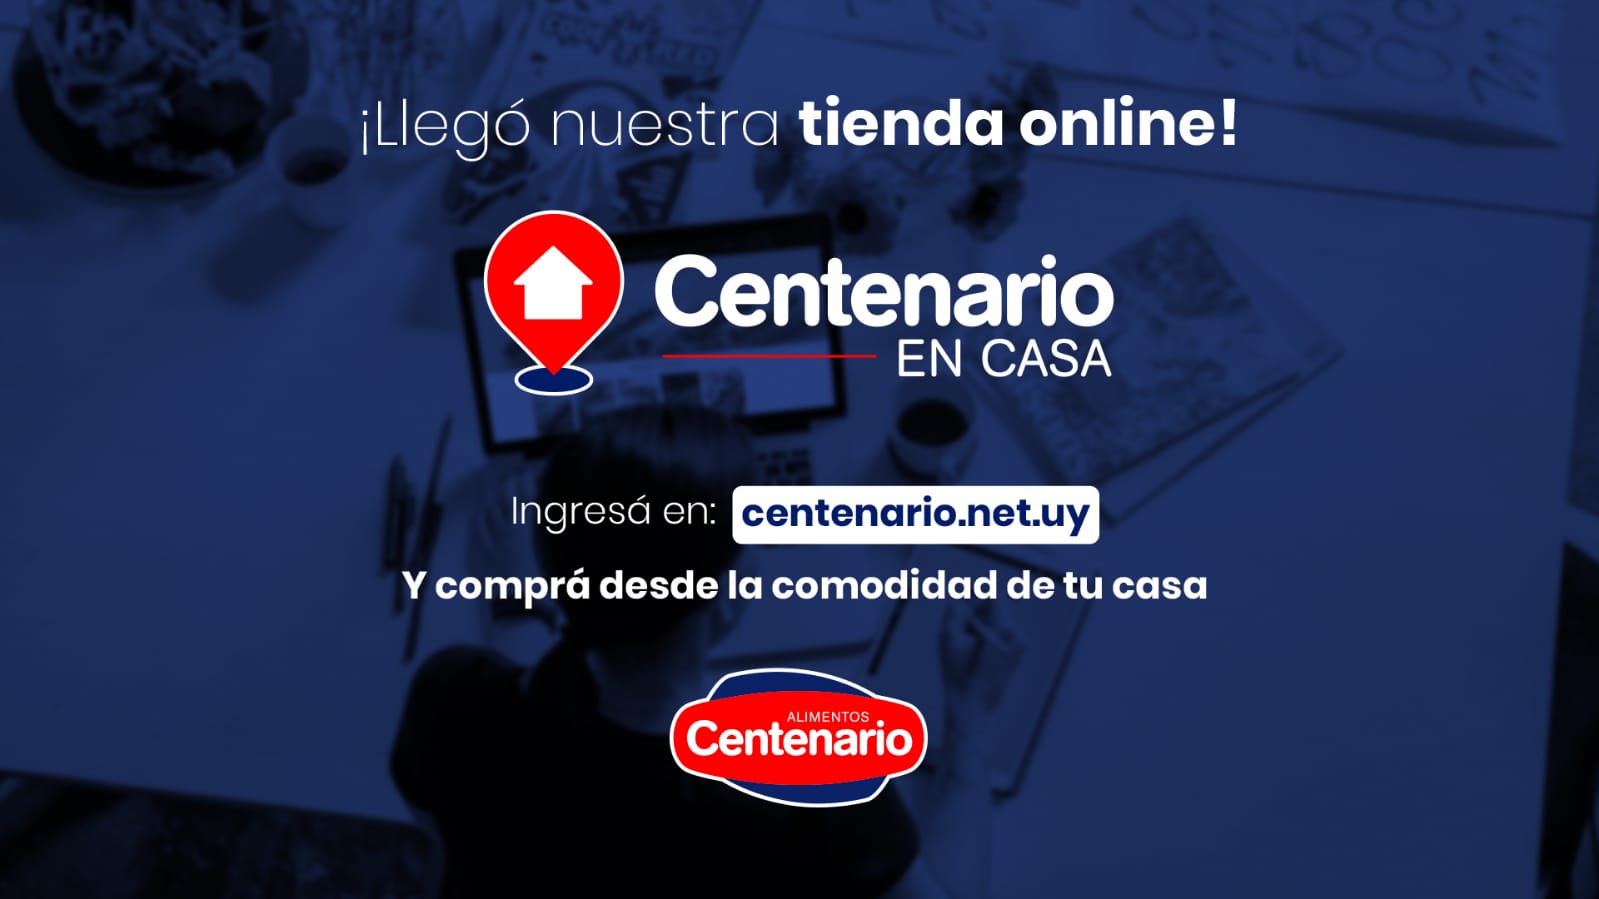 ¡Llegó nuestra tienda online!
Centenario
EN CASA
Ingresá en: centenario.net.uy
Y comprá desde la comodidad de tu casa
ALIMENTOS
Centenario